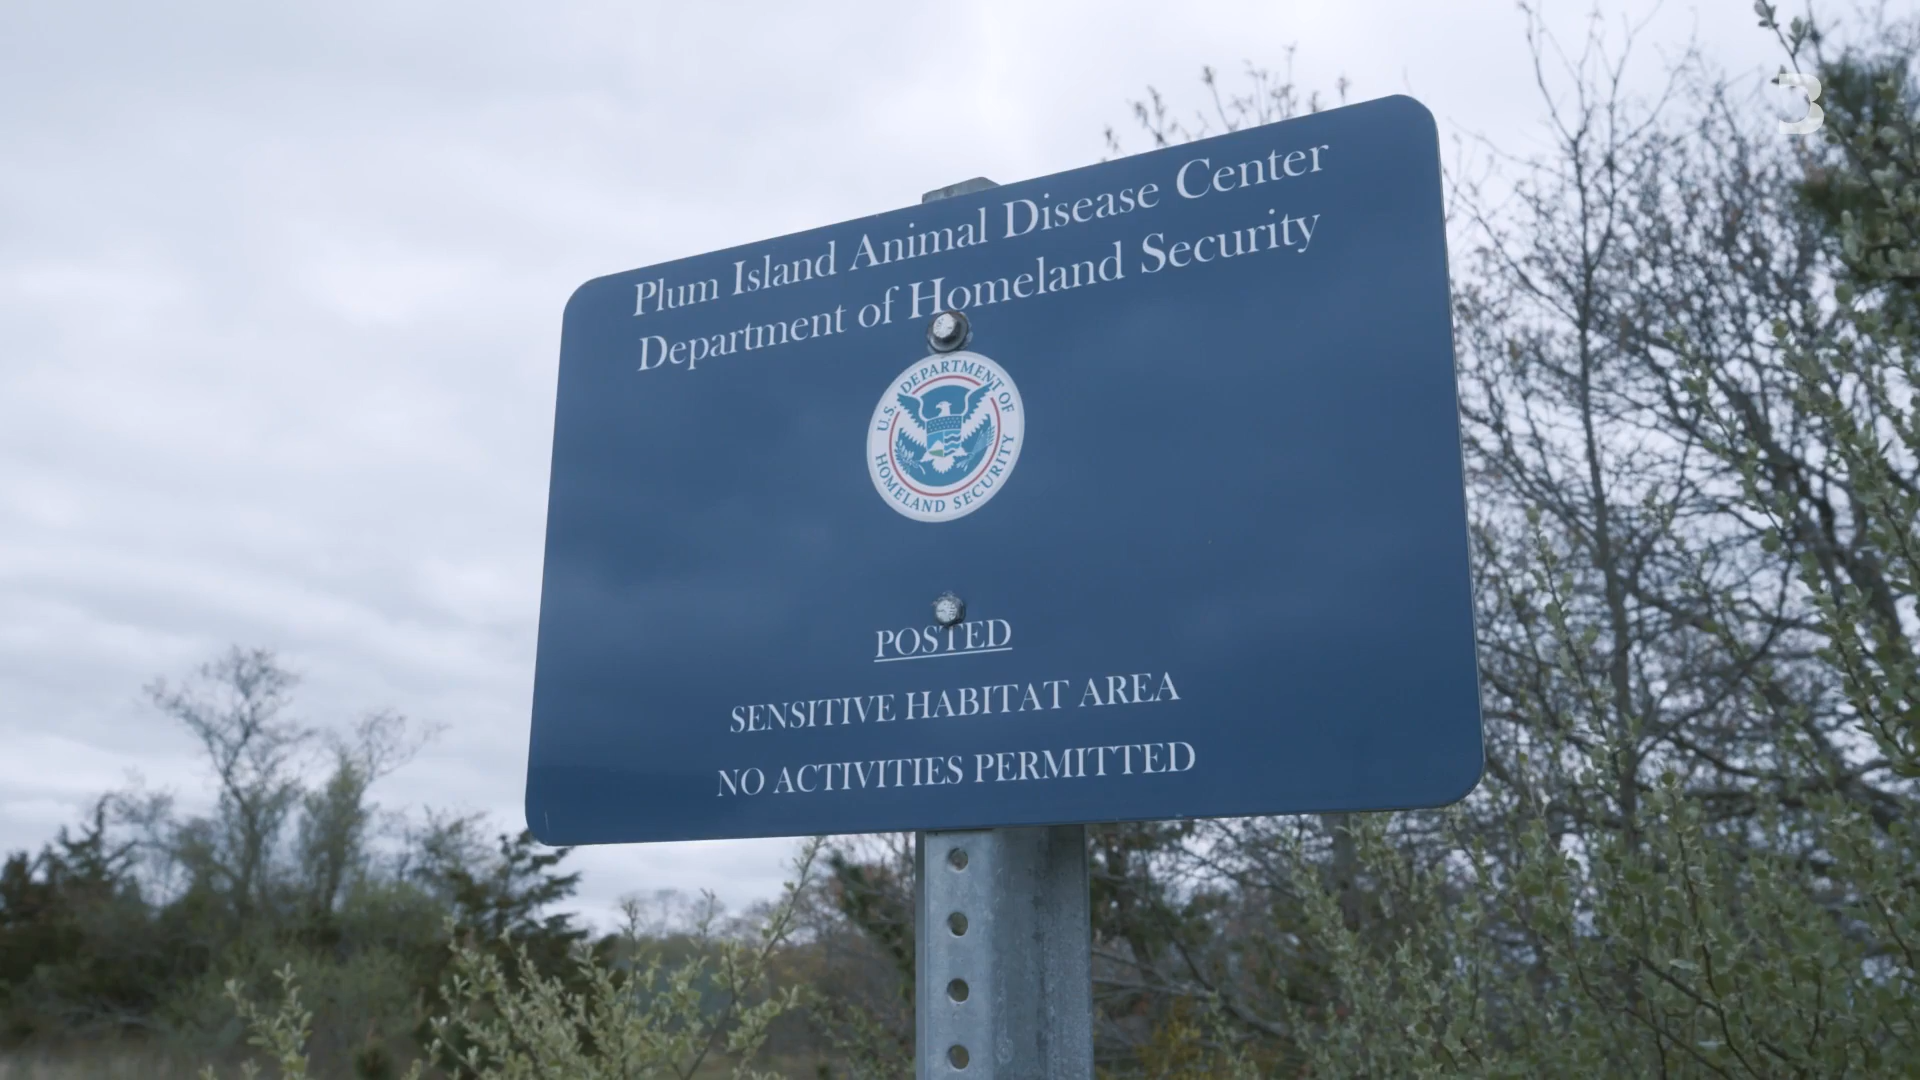 Plum Island Animal Disease Center
Department of Homeland Security
U.S. DEPARTMENT OF
HOMELAND SECURITY
POSTED
SENSITIVE HABITAT AREA
NO ACTIVITIES PERMITTED
B